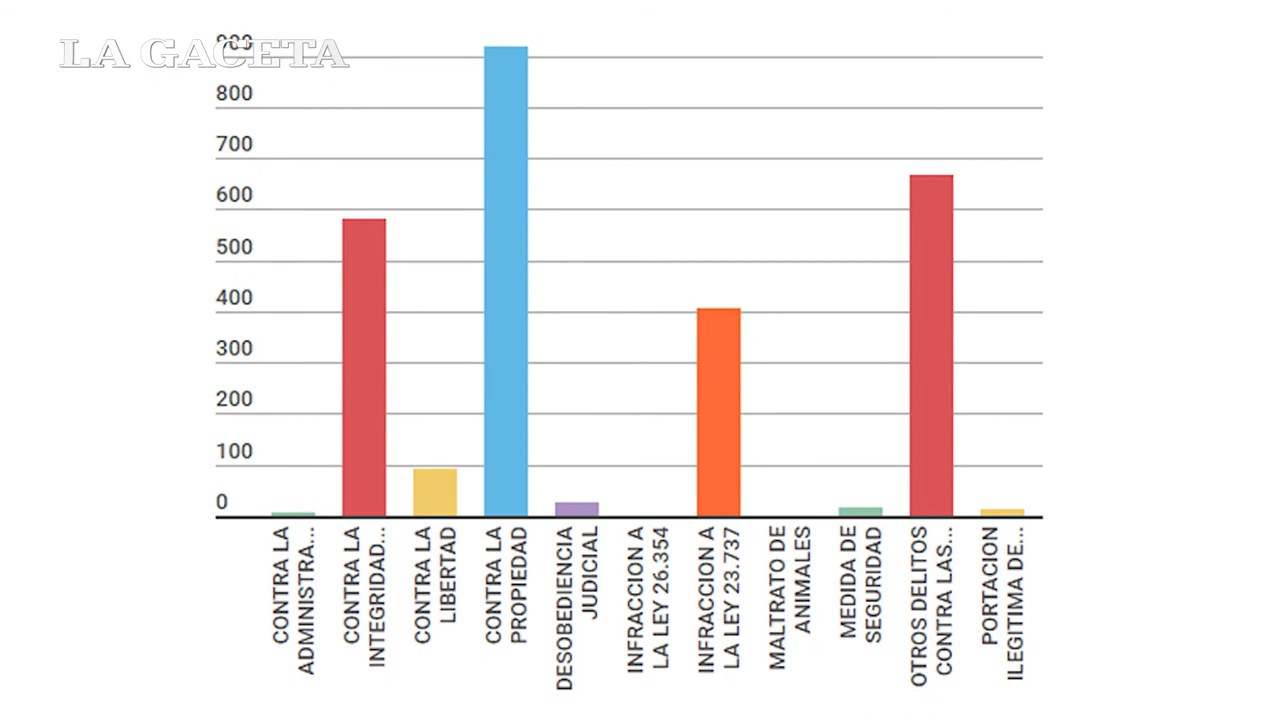 LA GACETA
900
800
700
600
500
400
300
200
100
0
CONTRA LA
ADMINISTRA...
CONTRA LA
INTEGRIDAD...
CONTRA LA
LIBERTAD
CONTRA LA
PROPIEDAD
DESOBEDIENCIA
JUDICIAL
INFRACCION A
LA LEY 26.354
INFRACCION A
LA LEY 23.737
MALTRATO DE
ANIMALES
MEDIDA DE
SEGURIDAD
OTROS DELITOS
CONTRA LAS...
PORTACION
ILEGITIMA DE...